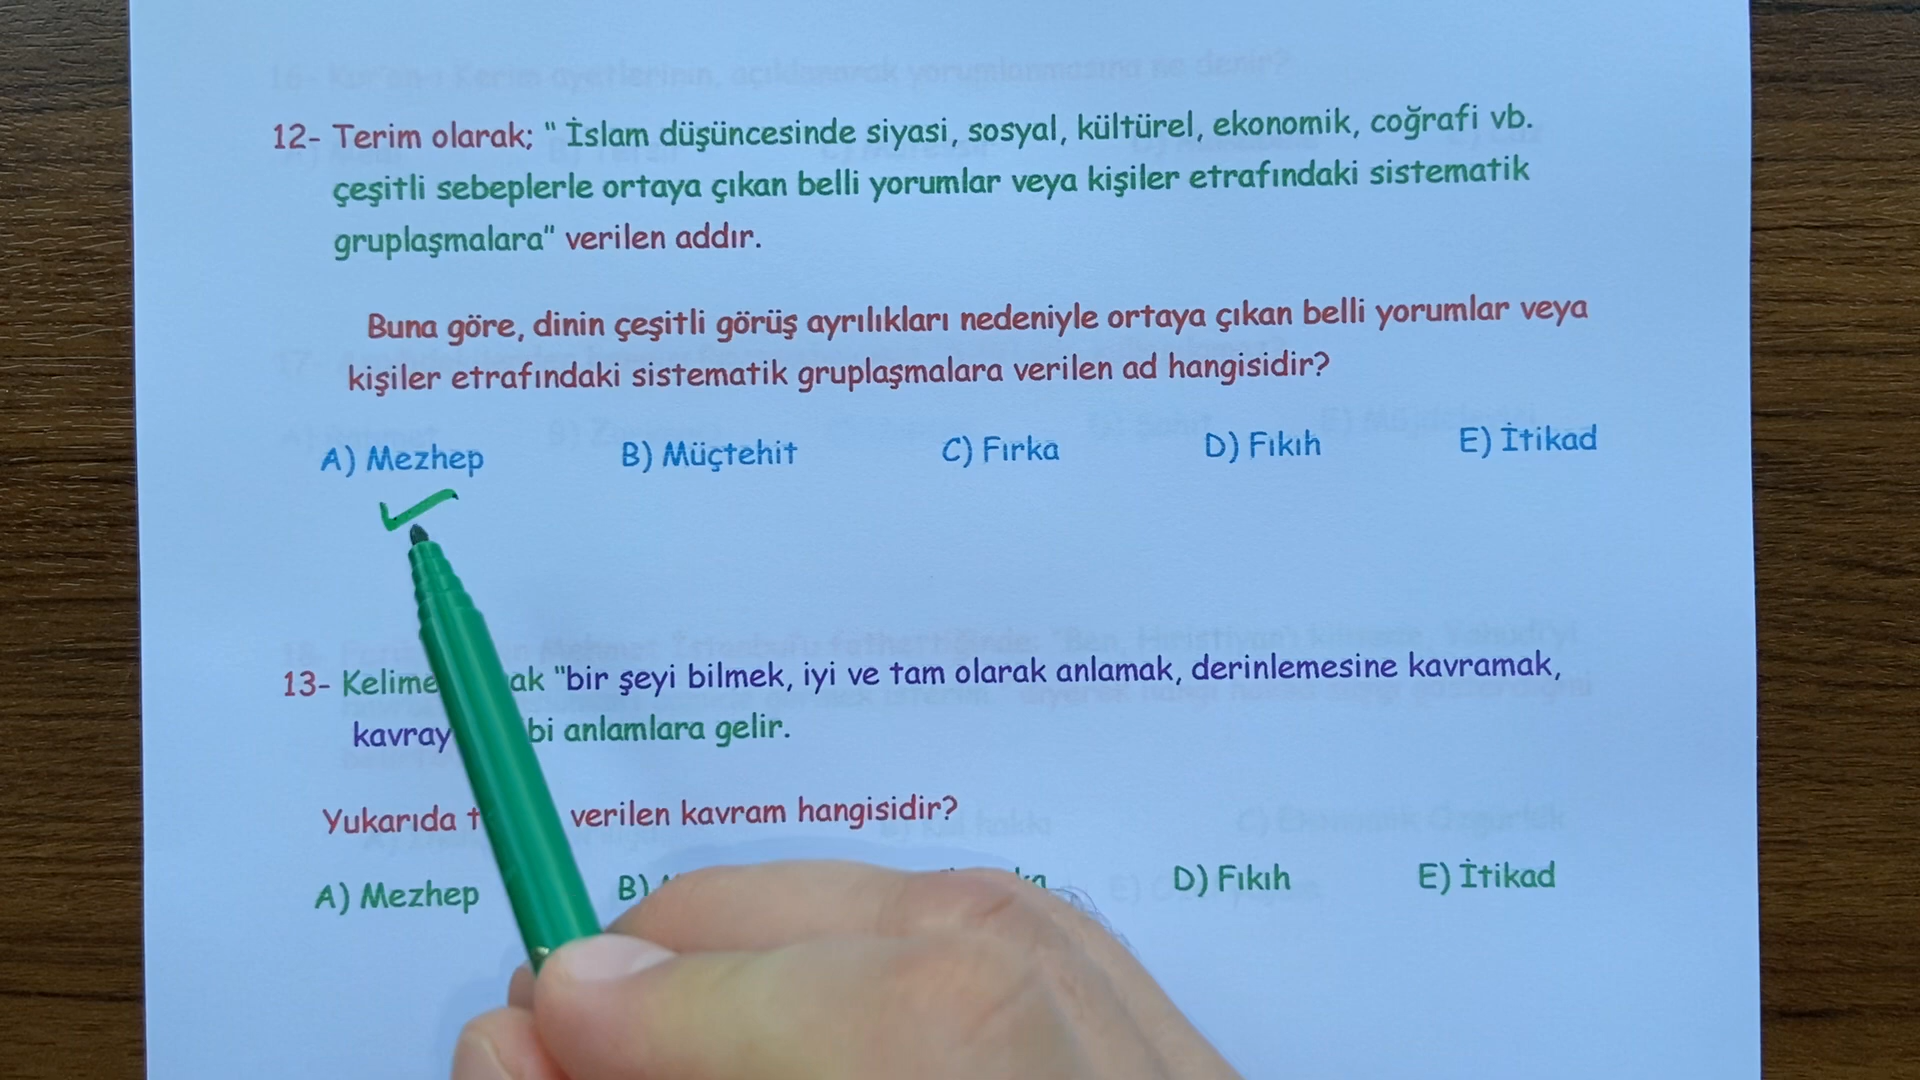 12- Terim olarak; " İslam düşüncesinde siyasi, sosyal, kültürel, ekonomik, coğrafi vb.
çeşitli sebeplerle ortaya çıkan belli yorumlar veya kişiler etrafındaki sistematik
gruplaşmalara" verilen addır.
Buna göre, dinin çeşitli görüş ayrılıkları nedeniyle ortaya çıkan belli yorumlar veya
kişiler etrafındaki sistematik gruplaşmalara verilen ad hangisidir?
A) Mezhep B) Müçtehit C) Fırka D) Fıkıh E) İtikad
13- Kelime "bir şeyi bilmek, iyi ve tam olarak anlamak, derinlemesine kavramak,
anlamlara gelir.
Yukarıda verilen kavram hangisidir?
A) Mezhep B) D) Fıkıh E) İtikad